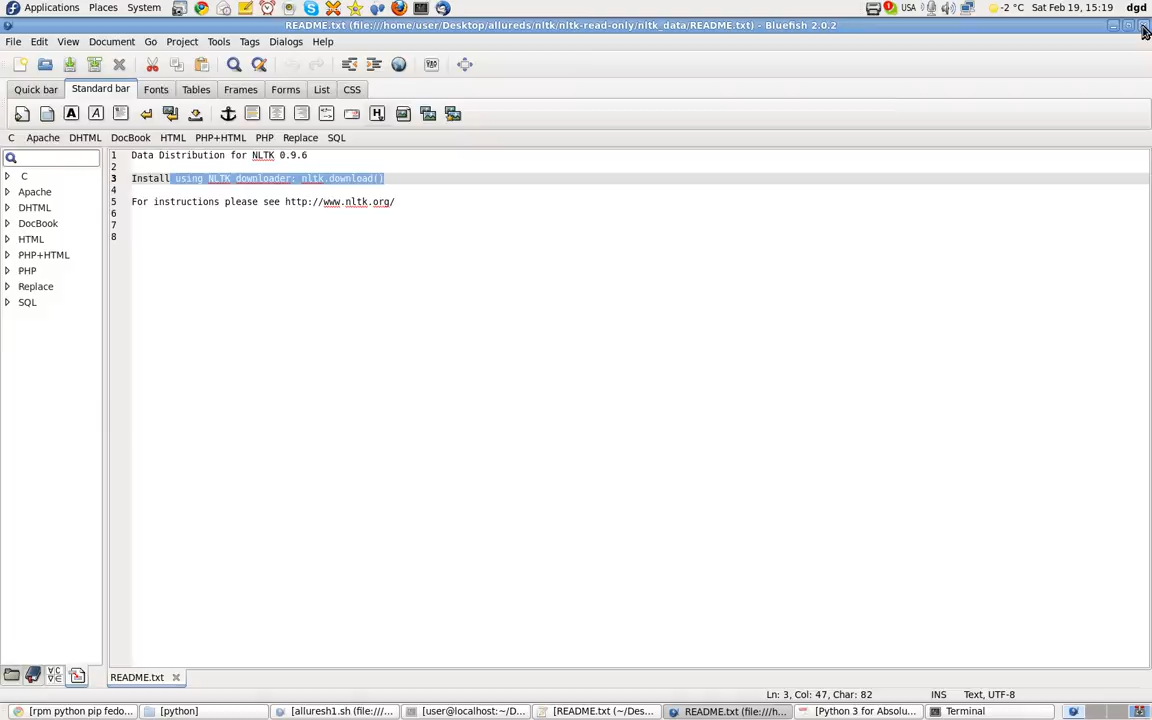 Applications Places System USA -2 °C Sat Feb 19, 15:19 dgd
README.txt (file:///home/user/Desktop/allureds/nltk/nltk-read-only/nltk_data/README.txt) - Bluefish 2.0.2
File Edit View Document Go Project Tools Tags Dialogs Help
Quick bar Standard bar Fonts Tables Frames Forms List CSS
C Apache DHTML DocBook HTML PHP+HTML PHP Replace SQL
1 Data Distribution for NLTK 0.9.6
2
3 Install using NLTK downloader: nltk.download()
4
5 For instructions please see http://www.nltk.org/
6
7
8
C
Apache
DHTML
DocBook
HTML
PHP+HTML
PHP
Replace
SQL
README.txt
Ln: 3, Col: 47, Char: 82 INS Text, UTF-8
[rpm python pip fedo... [python] [alluresh1.sh (file:///... [user@localhost:~/D... [README.txt (~/Des... README.txt (file:///h... [Python 3 for Absolu... Terminal